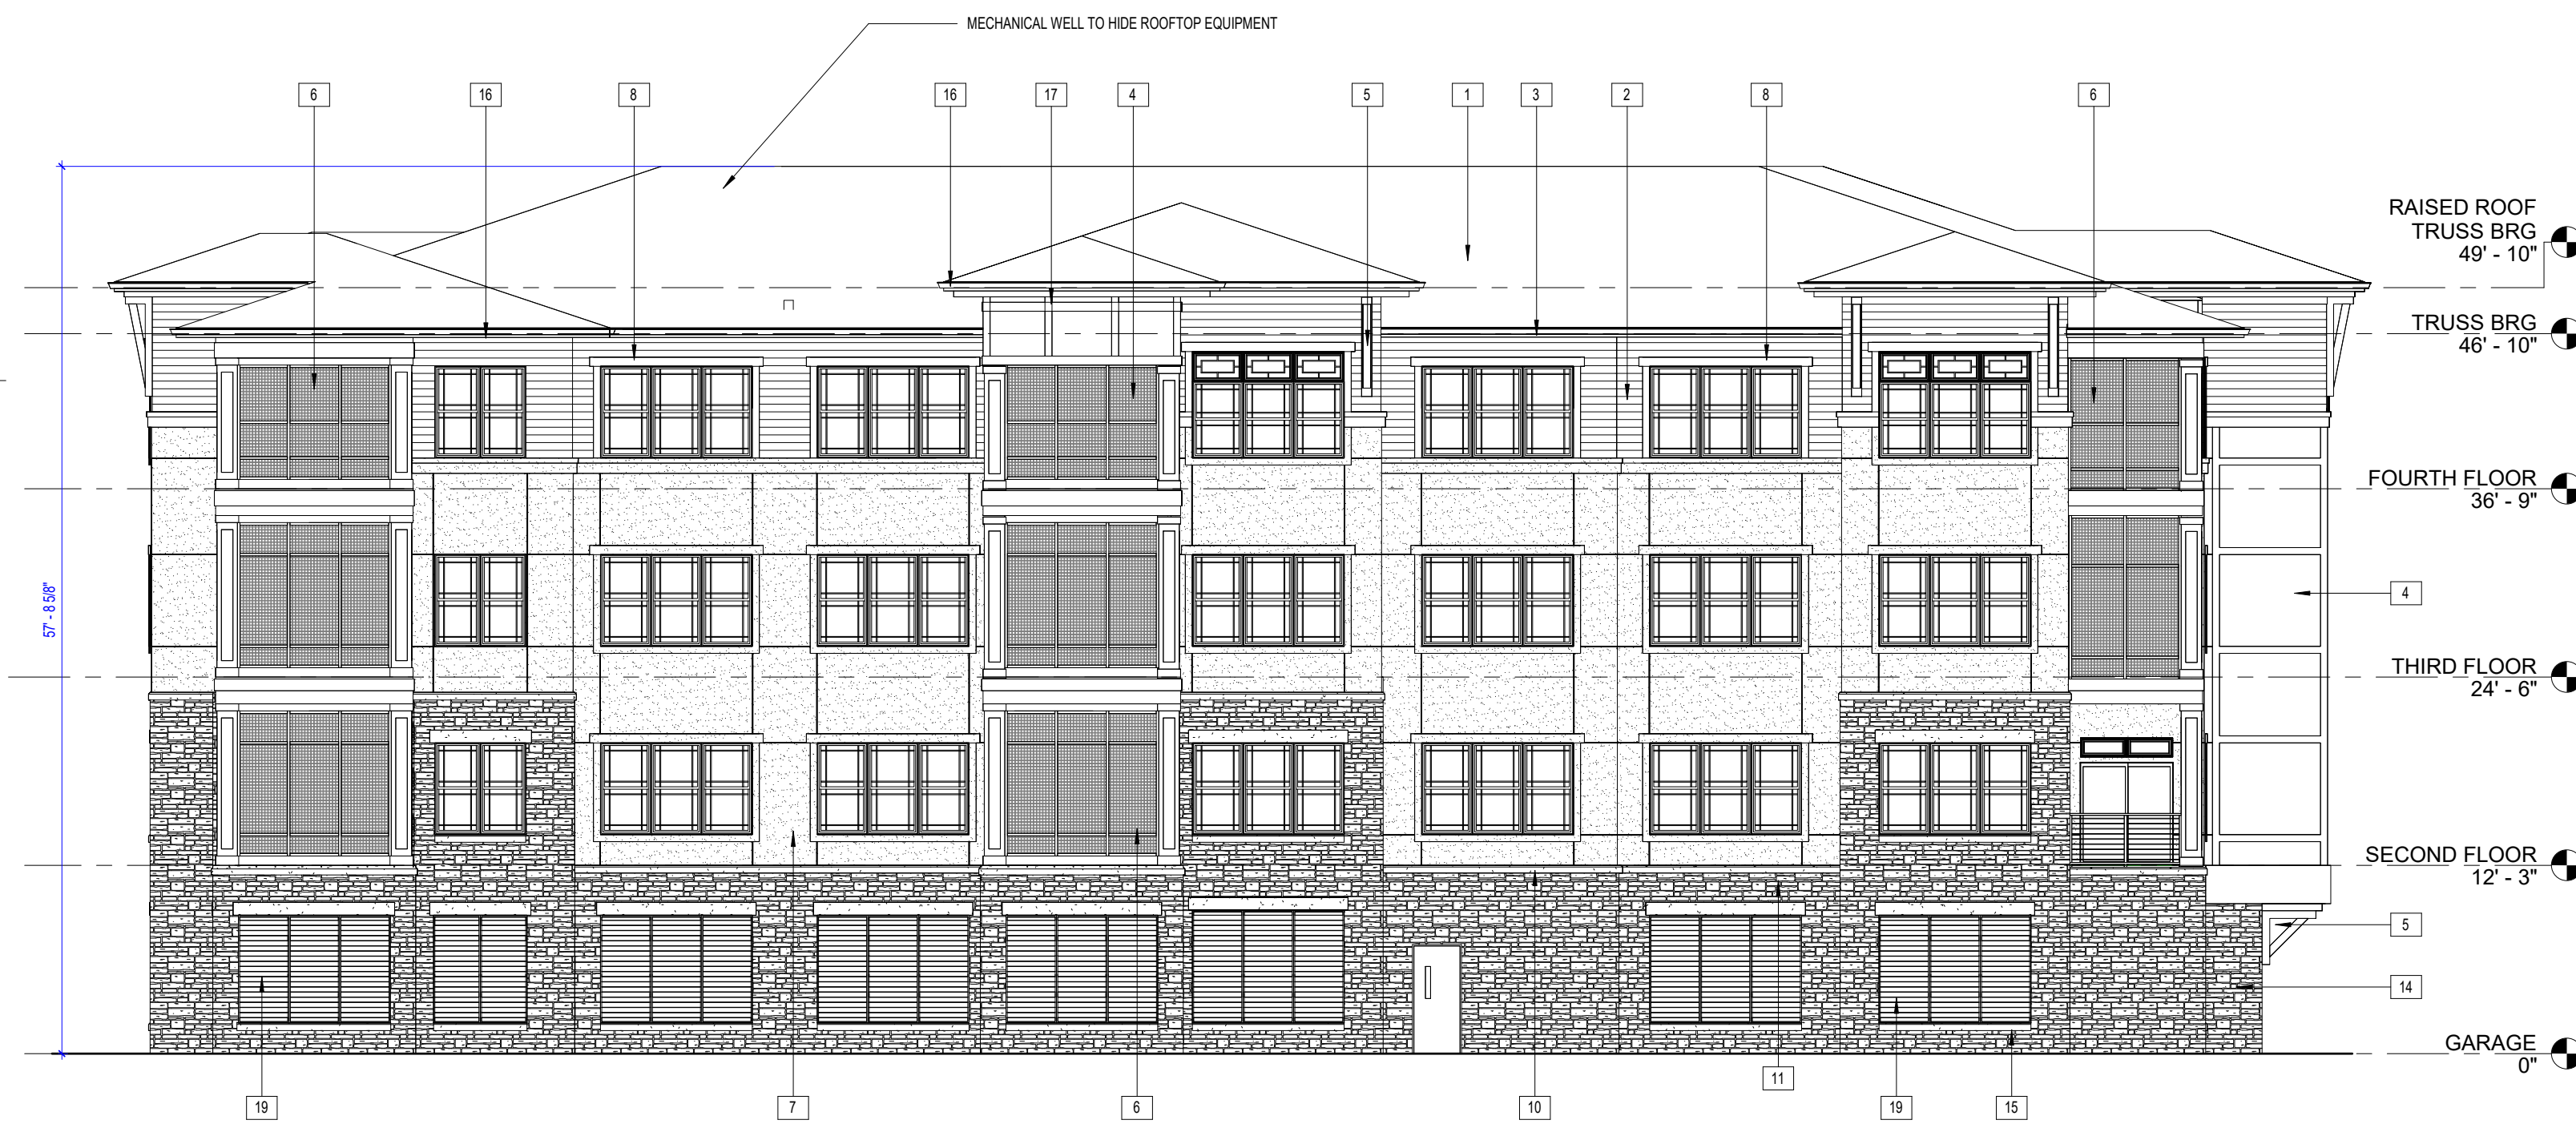 MECHANICAL WELL TO HIDE ROOFTOP EQUIPMENT
6
16
8
16
17
4
5
1
3
2
8
6
RAISED ROOF
TRUSS BRG
49' - 10"
TRUSS BRG
46' - 10"
FOURTH FLOOR
36' - 9"
57' - 8 5/8"
4
THIRD FLOOR
24' - 6"
SECOND FLOOR
12' - 3"
5
14
GARAGE
0"
11
19
7
6
10
19
15